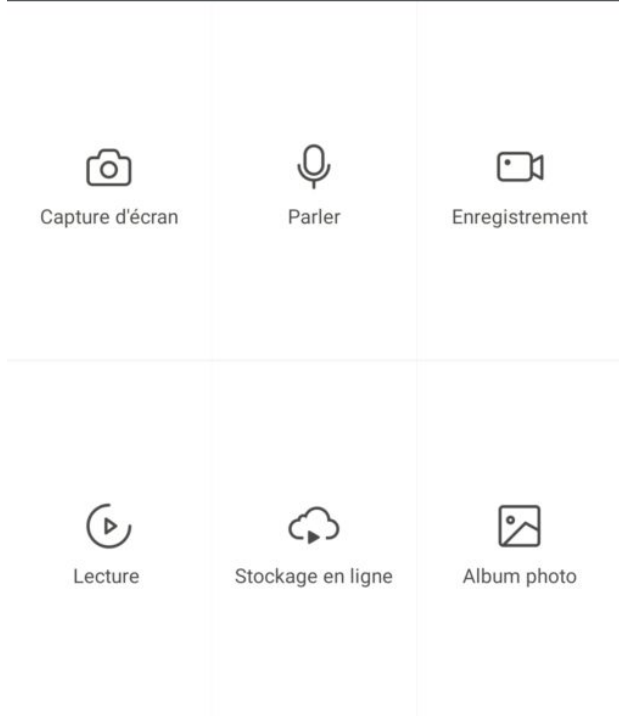 Capture d'écran
Parler
Enregistrement
Lecture
Stockage en ligne
Album photo